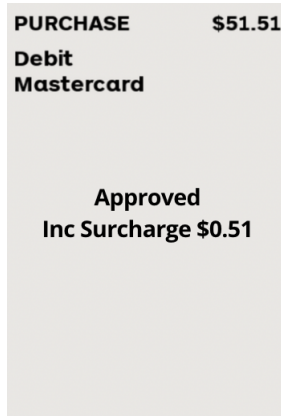 PURCHASE $51.51
Debit
Mastercard
Approved
Inc Surcharge $0.51